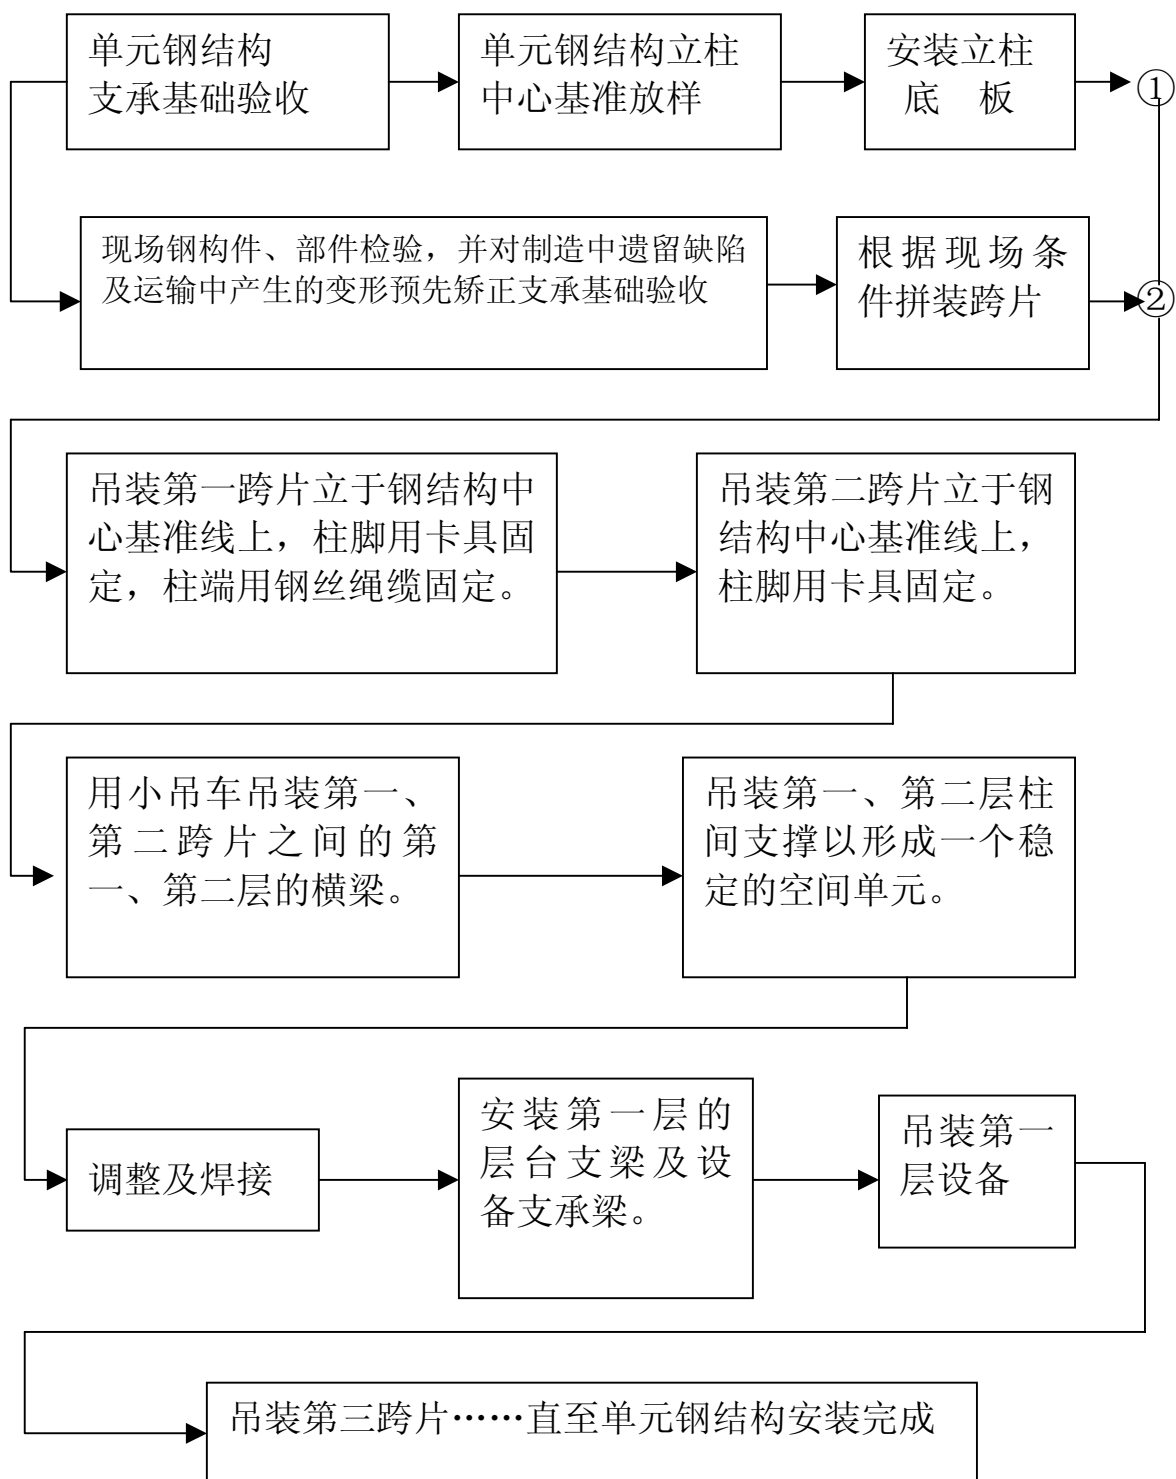 单元钢结构
支承基础验收
单元钢结构立柱
中心基准放样
安装立柱
底　板
①
现场钢构件、部件检验，并对制造中遗留缺陷
及运输中产生的变形预先矫正支承基础验收
根据现场条
件拼装跨片
②
吊装第一跨片立于钢结构中
心基准线上，柱脚用卡具固
定，柱端用钢丝绳缆固定。
吊装第二跨片立于钢
结构中心基准线上，
柱脚用卡具固定。
用小吊车吊装第一、
第二跨片之间的第
一、第二层的横梁。
吊装第一、第二层柱
间支撑以形成一个稳
定的空间单元。
调整及焊接
安装第一层的
层台支梁及设
备支承梁。
吊装第一
层设备
吊装第三跨片……直至单元钢结构安装完成